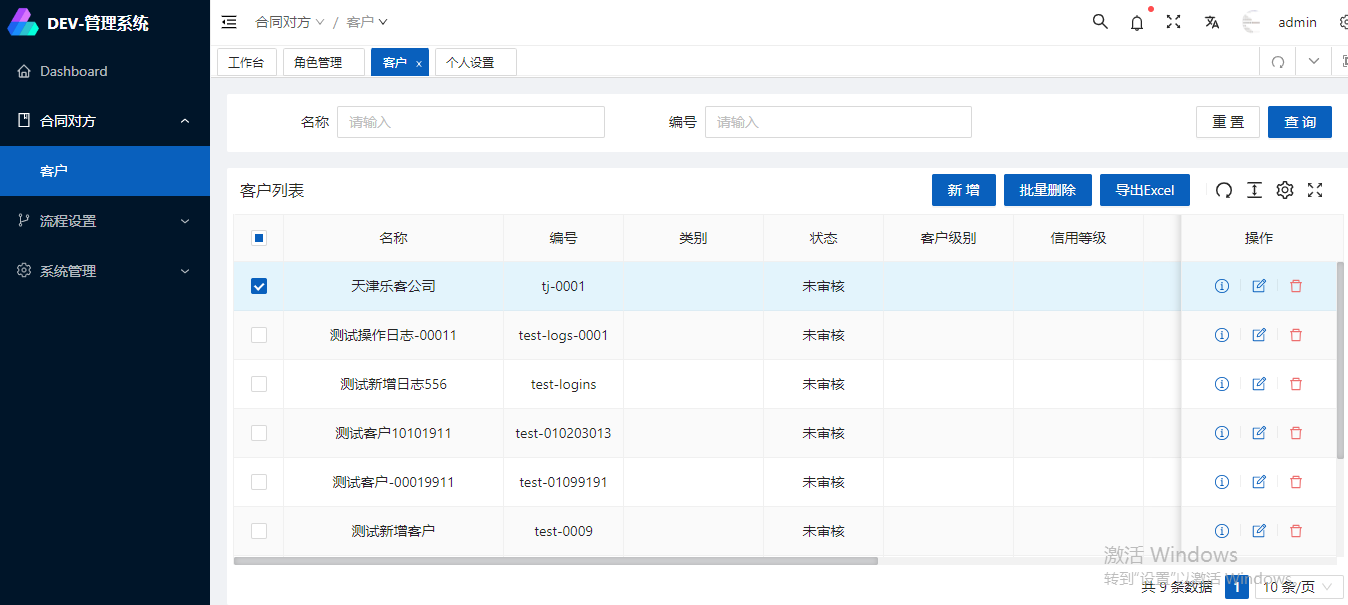 DEV-管理系统
Dashboard
合同对方
客户
流程设置
系统管理
合同对方 / 客户
admin
工作台 角色管理 客户 x 个人设置
名称 请输入 编号 请输入 重 置 查 询
客户列表 新 增 批量删除 导出Excel
名称 编号 类别 状态 客户级别 信用等级 操作
天津乐客公司 tj-0001 未审核
测试操作日志-00011 test-logs-0001 未审核
测试新增日志556 test-logins 未审核
测试客户10101911 test-010203013 未审核
测试客户-00019911 test-01099191 未审核
测试新增客户 test-0009 未审核
激活 Windows
转到"设置"以激活 Windows。
共 9 条数据 1 10 条/页